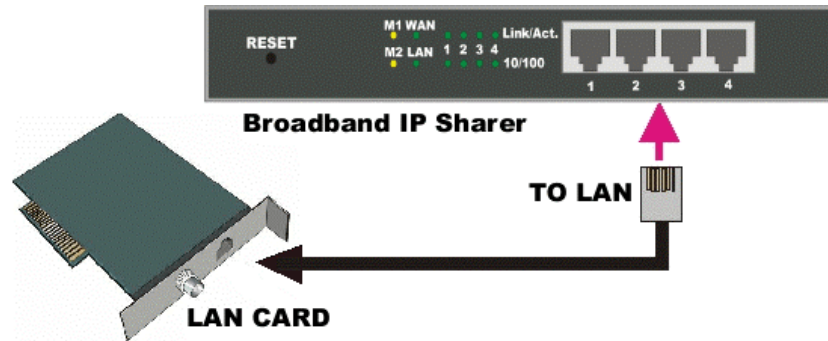 M1 WAN
Link/Act.
RESET
M2 LAN 1 2 3 4
10/100
1 2 3 4
Broadband IP Sharer
TO LAN
LAN CARD